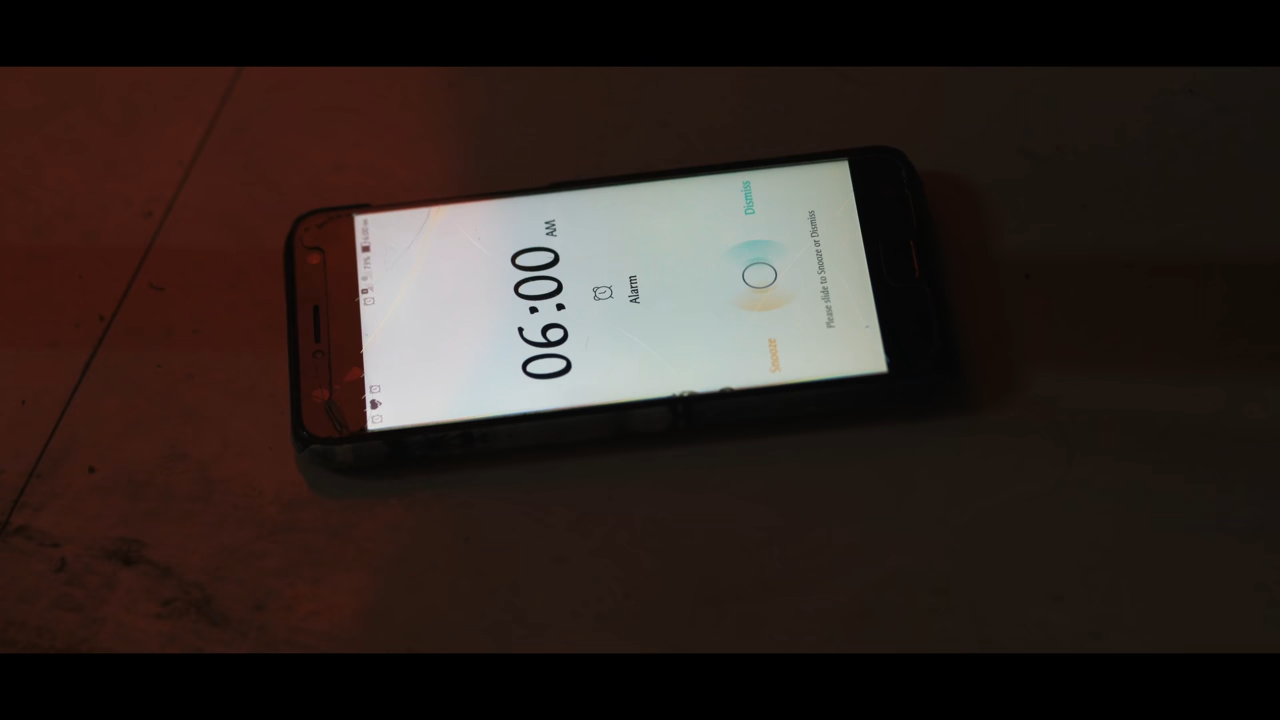 06:00 AM
Alarm
Snooze
Dismiss
Please slide to Snooze or Dismiss